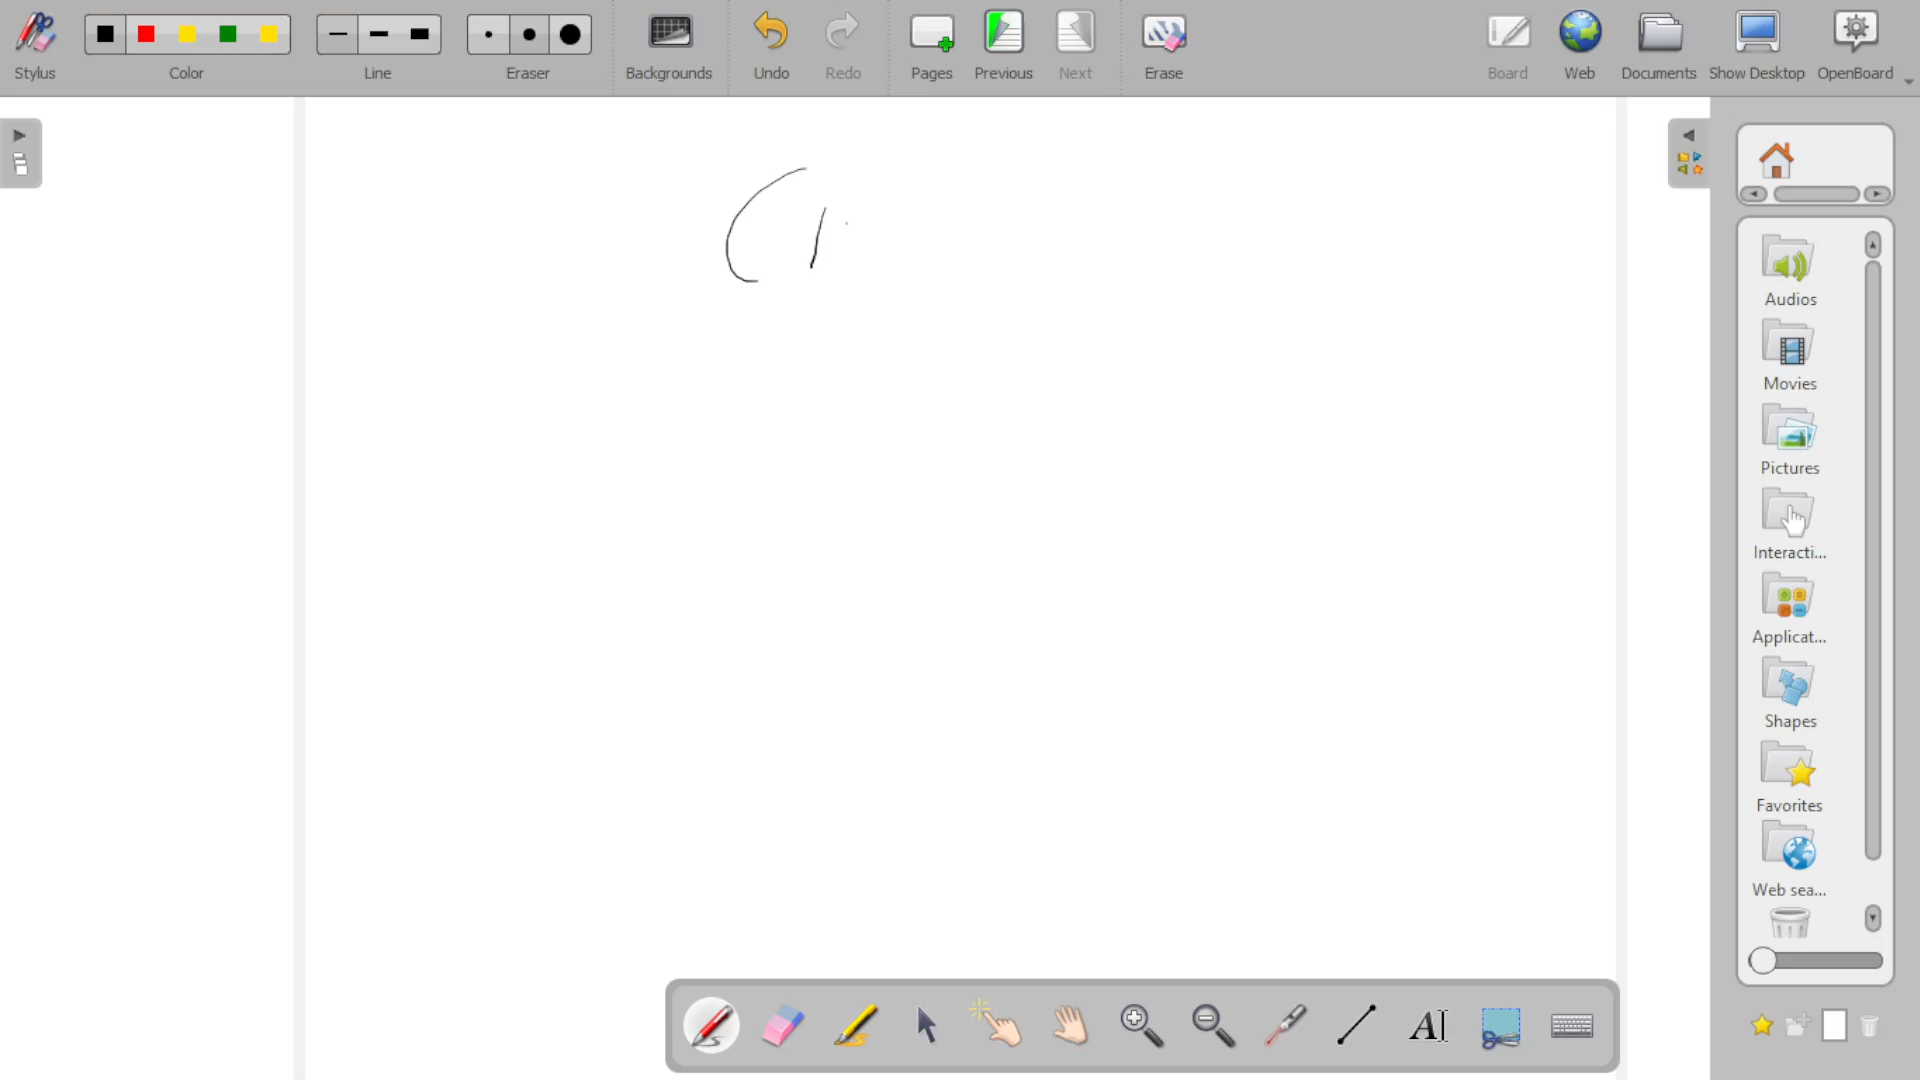 Stylus Color Line Eraser Backgrounds Undo Redo Pages Previous Next Erase Board Web Documents Show Desktop OpenBoard
(1
Audios
Movies
Pictures
Interacti...
Applicat...
Shapes
Favorites
Web sea...